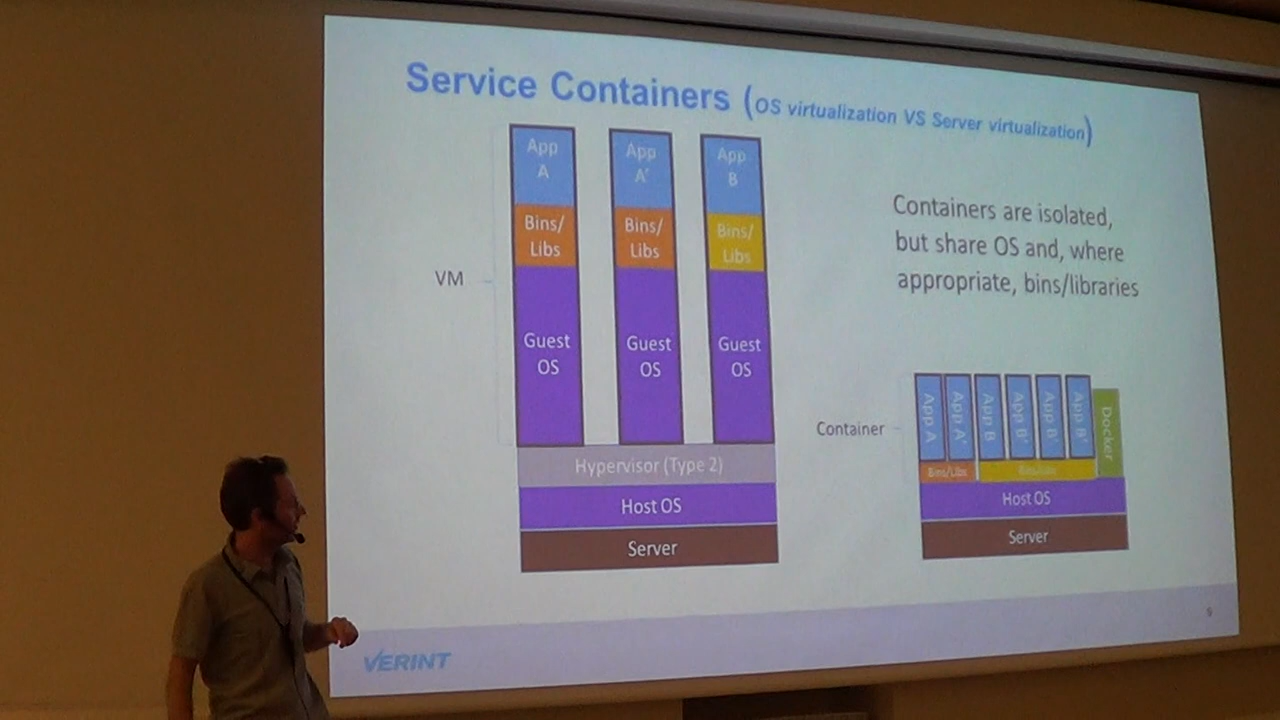 Service Containers (OS virtualization VS Server virtualization)
App
A
App
A'
App
B
Bins/
Libs
Bins/
Libs
Bins/
Libs
VM
Guest
OS
Guest
OS
Guest
OS
Hypervisor (Type 2)
Host OS
Server
Containers are isolated,
but share OS and, where
appropriate, bins/libraries
Container
App A
App A'
App B
App B'
App B'
App B'
Docker
Bins/Libs
Bins/Libs
Host OS
Server
VERINT
9